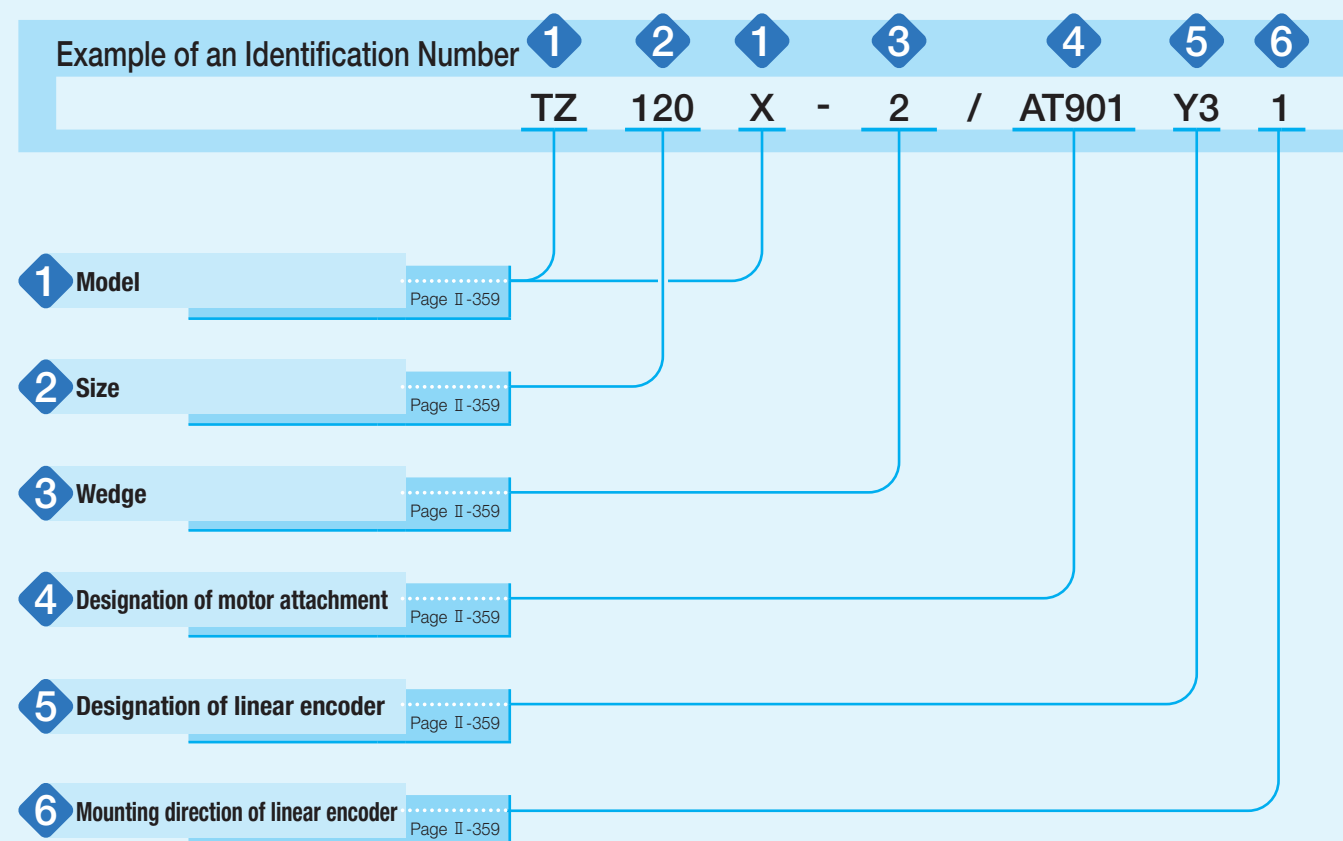 1 2 1 3 4 5 6
Example of an Identification Number
TZ 120 X - 2 / AT901 Y3 1
1 Model
Page Ⅱ-359
2 Size
Page Ⅱ-359
3 Wedge
Page Ⅱ-359
4 Designation of motor attachment
Page Ⅱ-359
5 Designation of linear encoder
Page Ⅱ-359
6 Mounting direction of linear encoder
Page Ⅱ-359